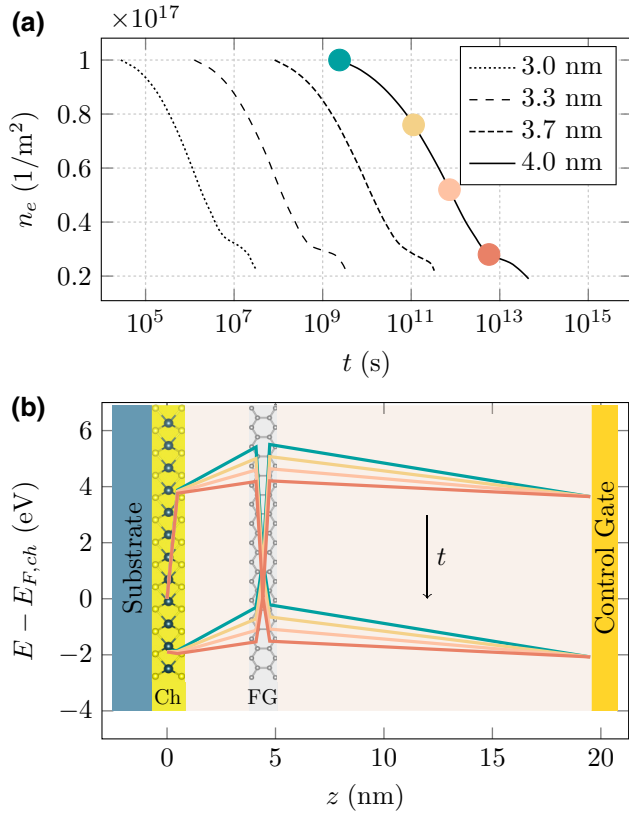 (a)
×10^17
1
0.8
0.6
0.4
0.2
n_e (1/m^2)
3.0 nm
3.3 nm
3.7 nm
4.0 nm
10^5 10^7 10^9 10^11 10^13 10^15
t (s)
(b)
6
4
2
0
−2
−4
E − E_F,ch (eV)
Substrate
Ch
FG
t
Control Gate
0 5 10 15 20
z (nm)